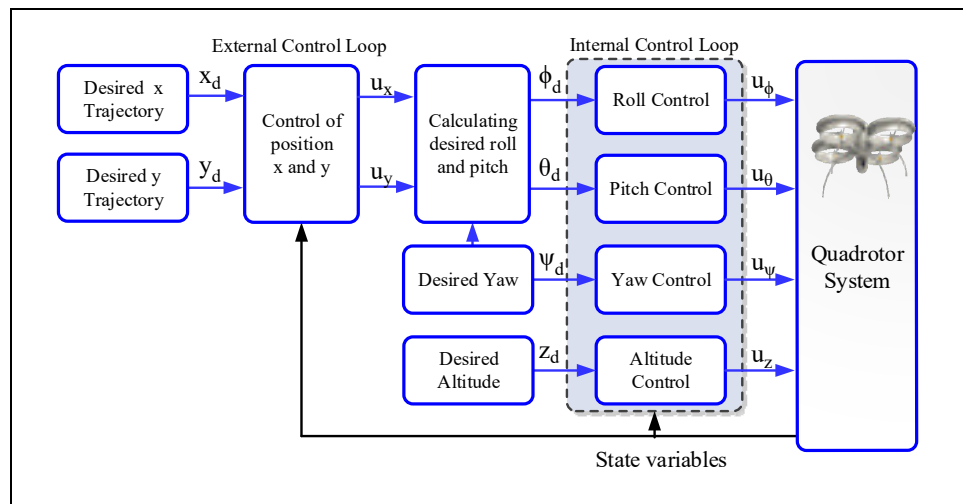 External Control Loop
Internal Control Loop
Desired x
Trajectory
x_d
Control of
position
x and y
u_x
Calculating
desired roll
and pitch
ϕ_d
Roll Control
u_ϕ
Desired y
Trajectory
y_d
u_y
θ_d
Pitch Control
u_θ
Quadrotor
System
Desired Yaw
ψ_d
Yaw Control
u_ψ
Desired
Altitude
z_d
Altitude
Control
u_z
State variables